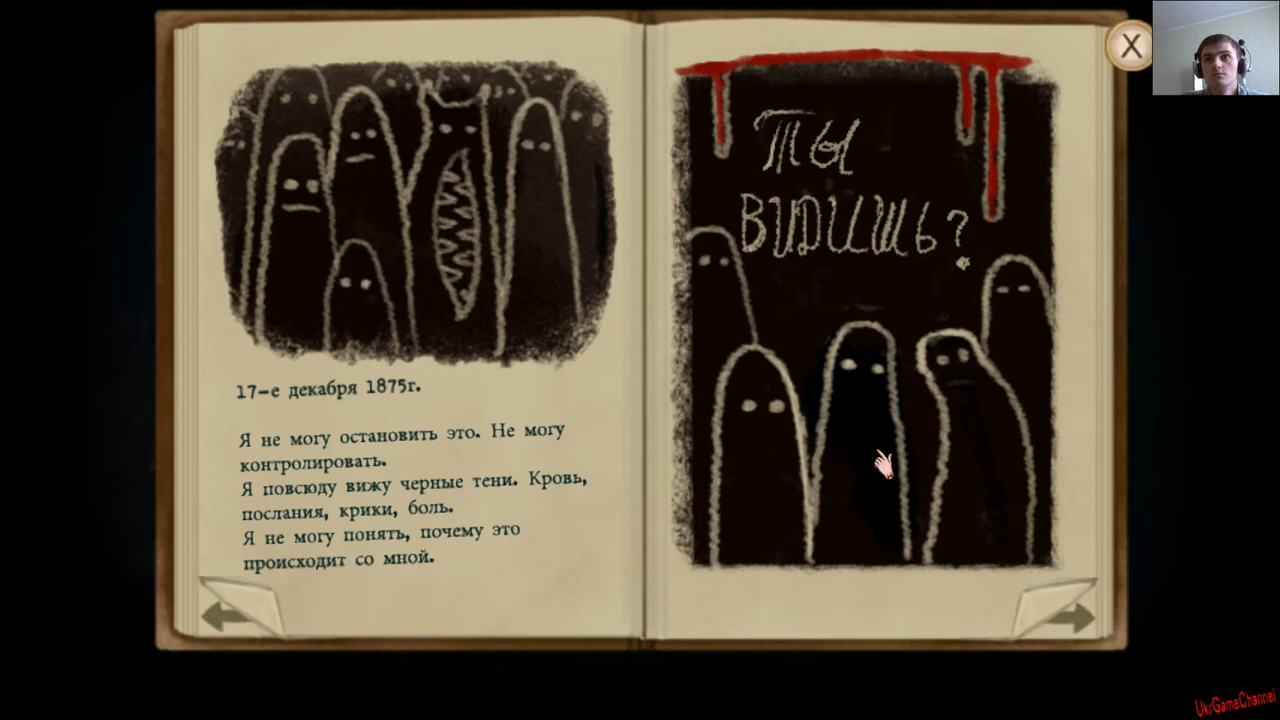 17-е декабря 1875г.
Я не могу остановить это. Не могу
контролировать.
Я повсюду вижу черные тени. Кровь,
послания, крики, боль.
Я не могу понять, почему это
происходит со мной.
ТЫ
ВИДИШЬ?
X
UkrGameChannel